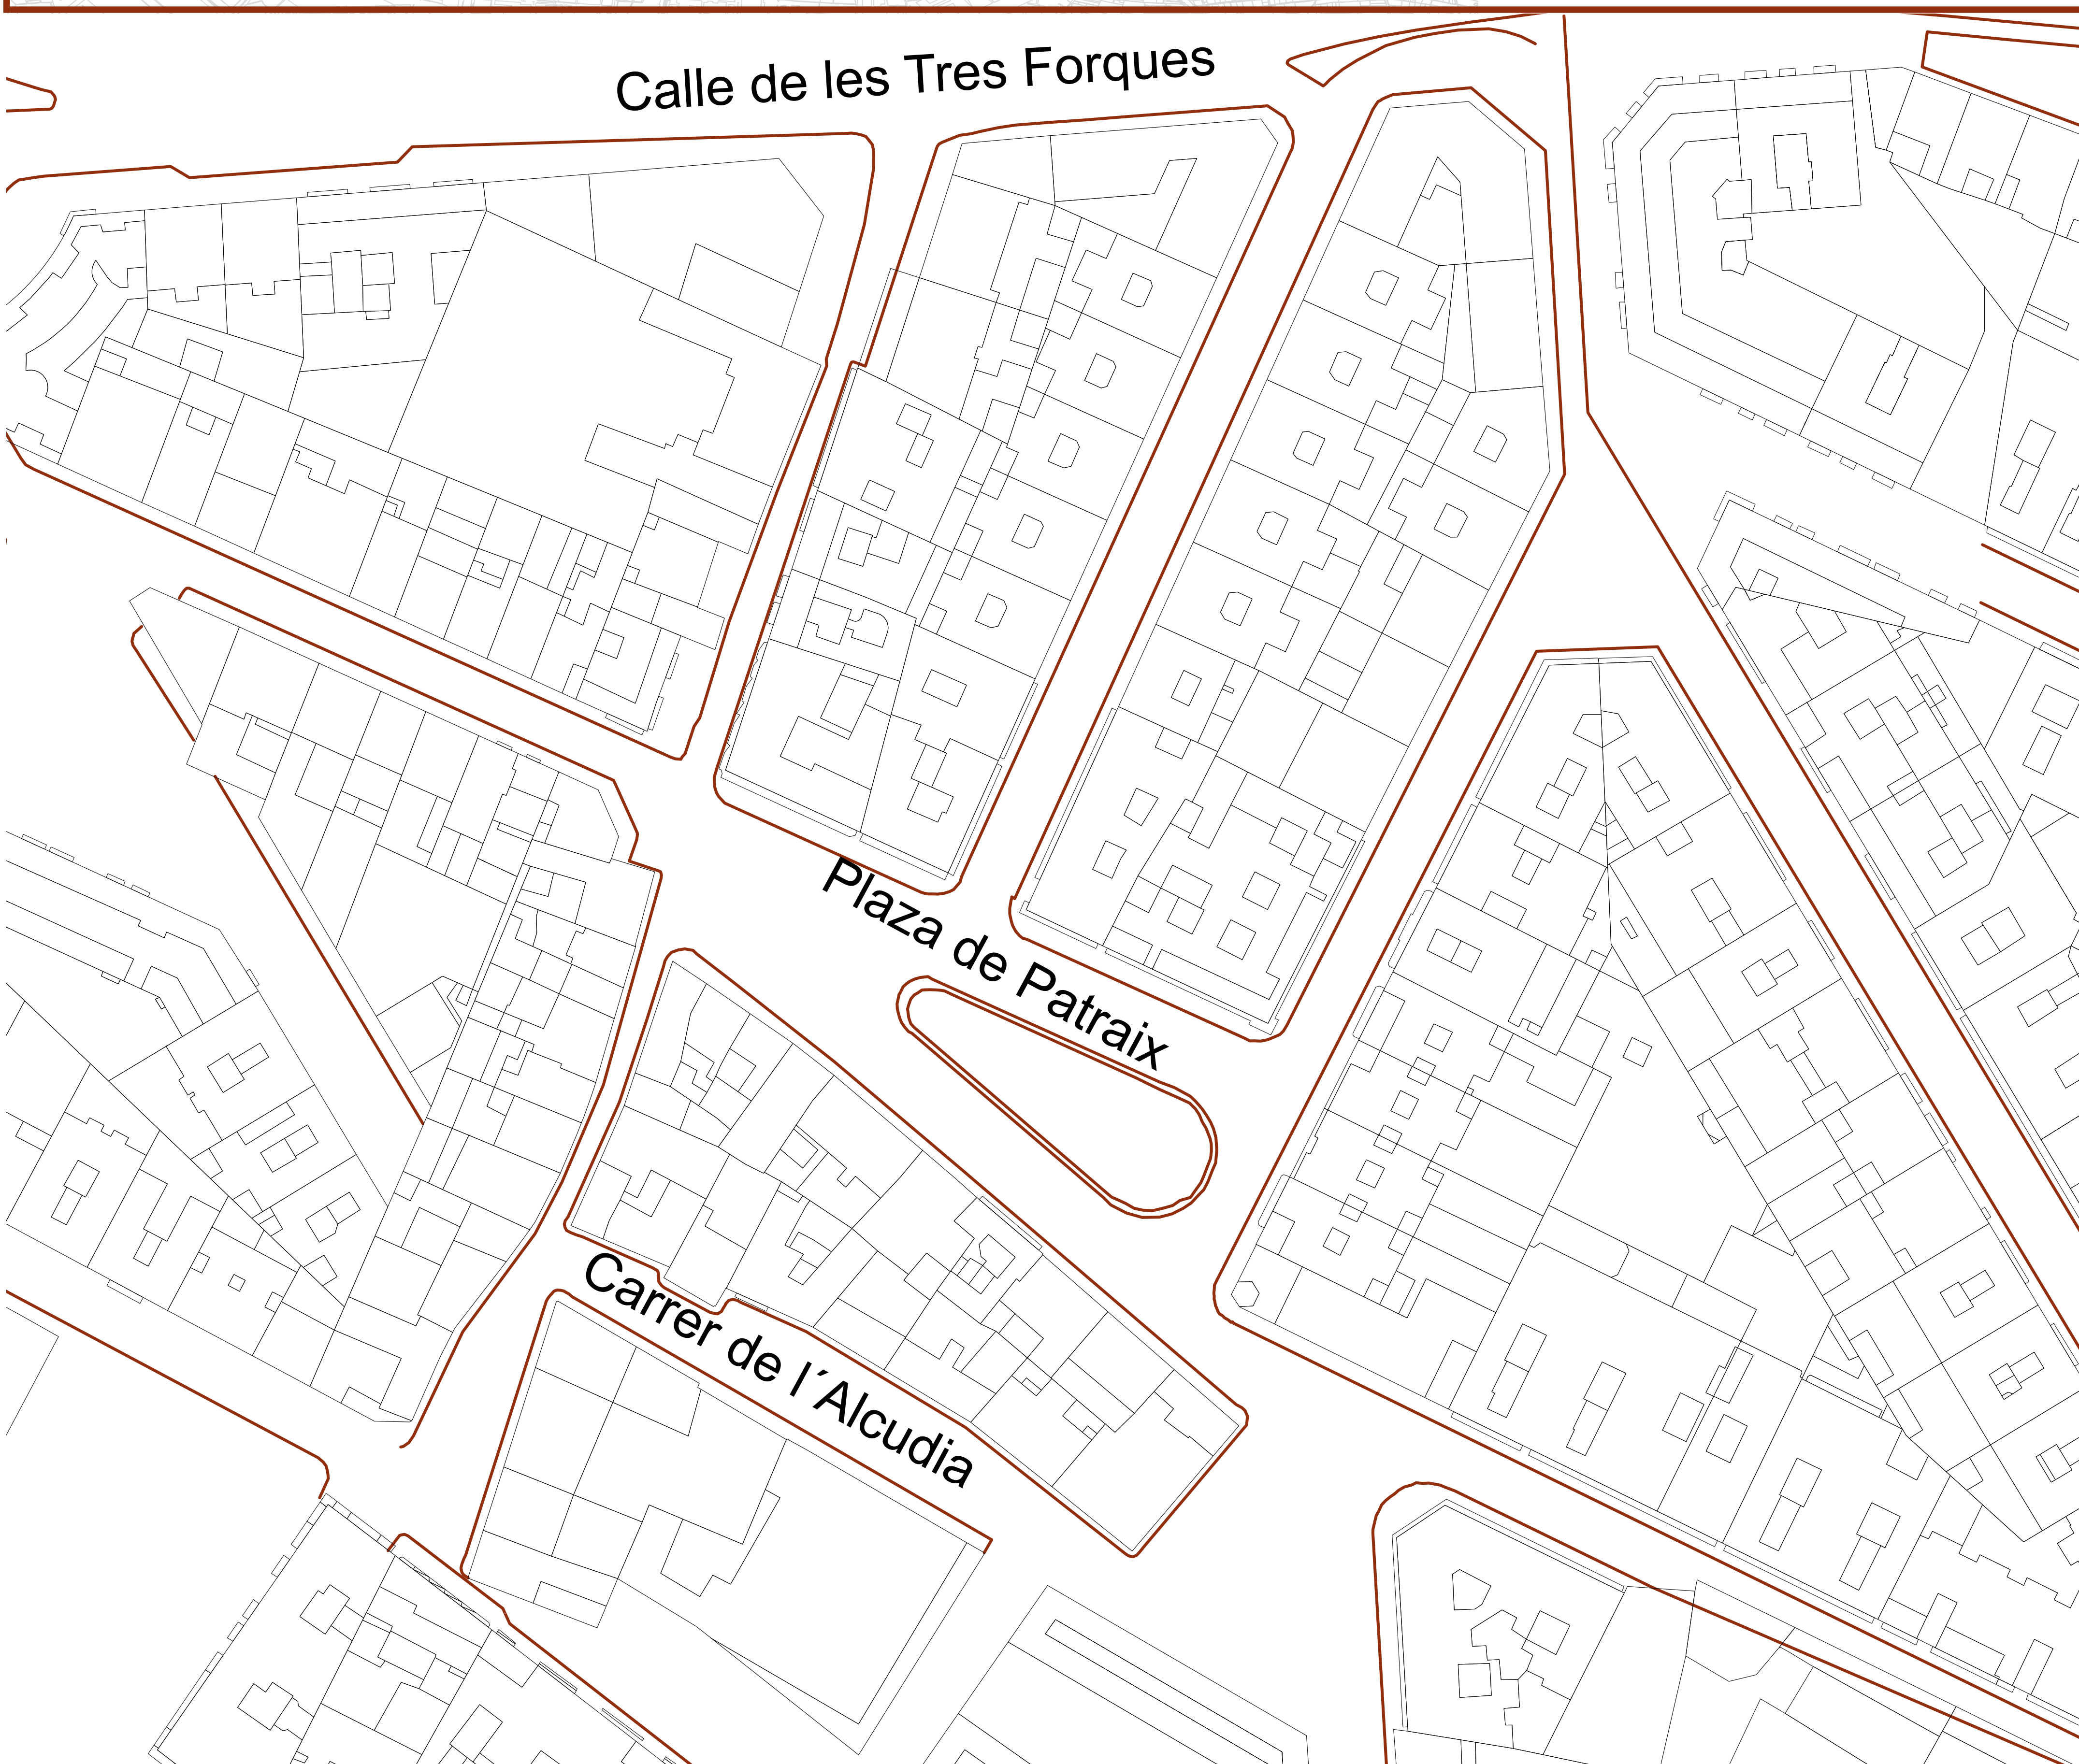 Calle de les Tres Forques
Plaza de Patraix
Carrer de l´Alcudia